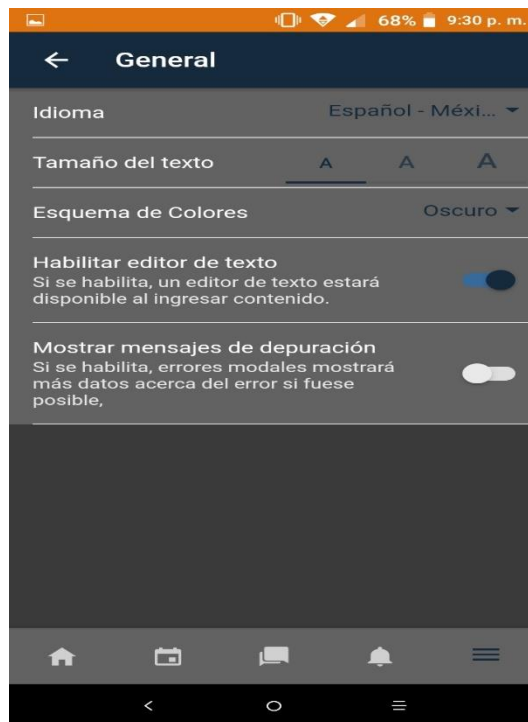 68% 9:30 p. m.
General
Idioma Español - Méxi...
Tamaño del texto A A A
Esquema de Colores Oscuro
Habilitar editor de texto
Si se habilita, un editor de texto estará
disponible al ingresar contenido.
Mostrar mensajes de depuración
Si se habilita, errores modales mostrará
más datos acerca del error si fuese
posible,